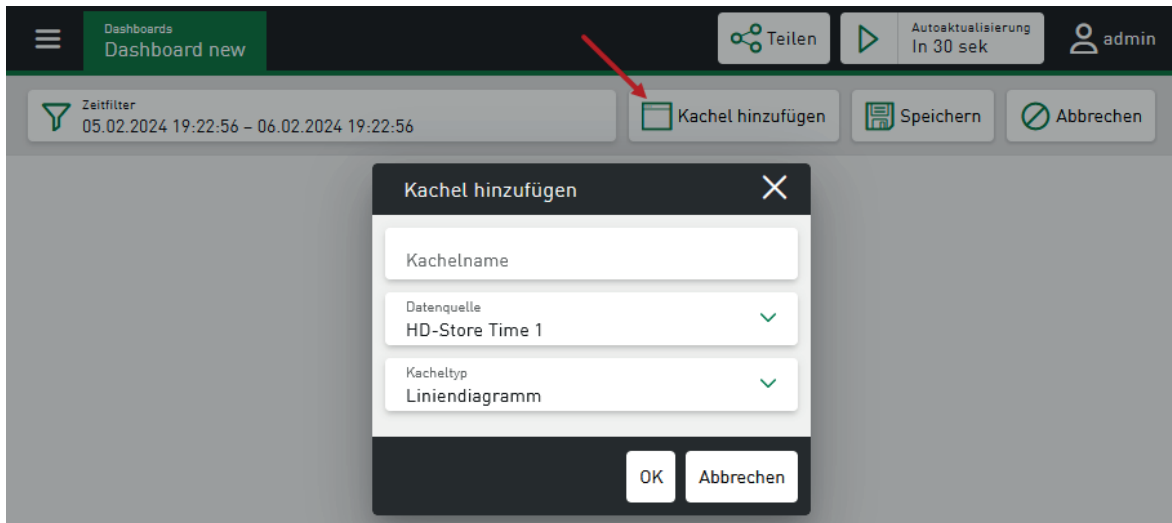 Dashboards
Dashboard new
Teilen
Autoaktualisierung
In 30 sek
admin
Zeitfilter
05.02.2024 19:22:56 – 06.02.2024 19:22:56
Kachel hinzufügen
Speichern
Abbrechen
Kachel hinzufügen
Kachelname
Datenquelle
HD-Store Time 1
Kacheltyp
Liniendiagramm
OK
Abbrechen